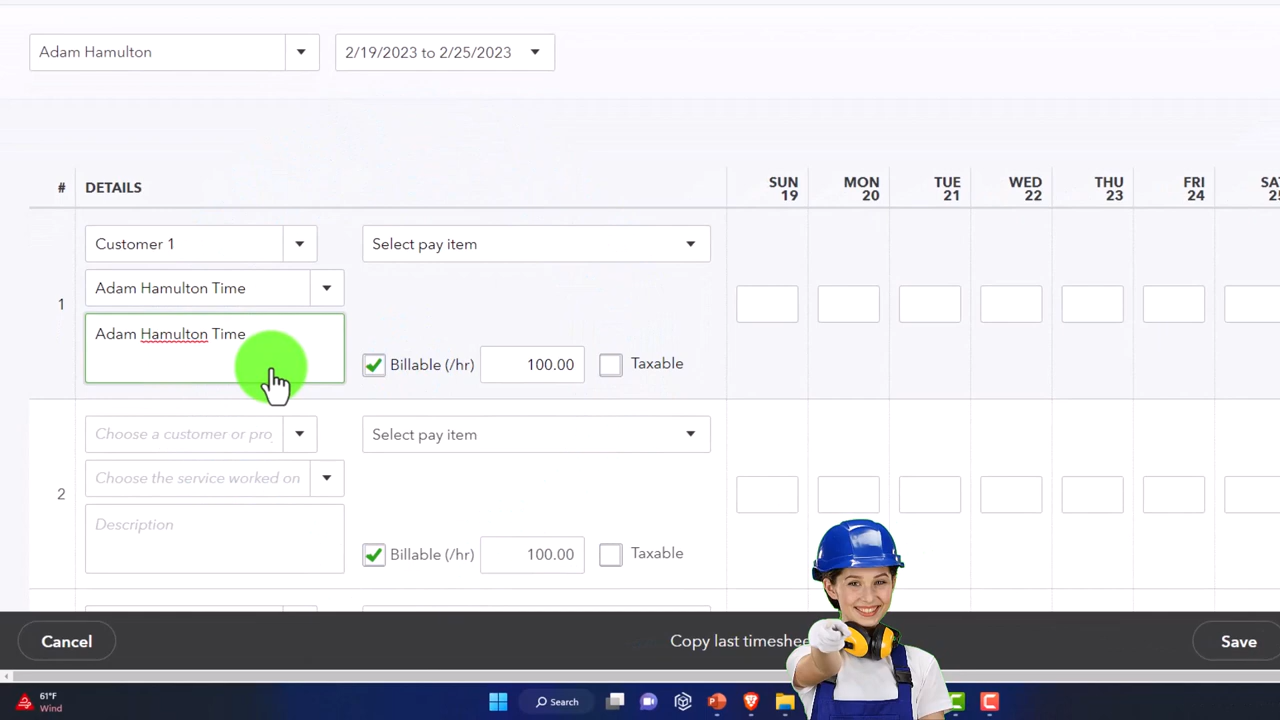 Adam Hamulton
2/19/2023 to 2/25/2023
# DETAILS SUN MON TUE WED THU FRI
19 20 21 22 23 24
Customer 1 Select pay item
Adam Hamulton Time
1
Adam Hamulton Time
Billable (/hr) 100.00 Taxable
Choose a customer or pro
Select pay item
Choose the service worked on
2
Description
Billable (/hr) 100.00 Taxable
Cancel Copy last timeshee Save
61°F
Wind
Search